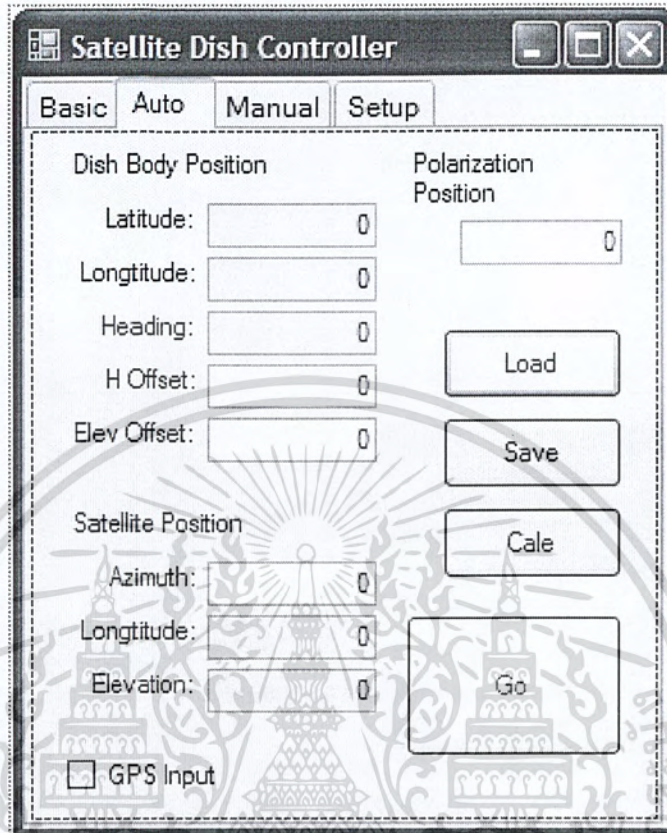 Satellite Dish Controller
Basic Auto Manual Setup
Dish Body Position
Latitude: 0
Longtitude: 0
Heading: 0
H Offset: 0
Elev Offset: 0
Polarization
Position
0
Load
Save
Cale
Go
Satellite Position
Azimuth: 0
Longtitude: 0
Elevation: 0
GPS Input